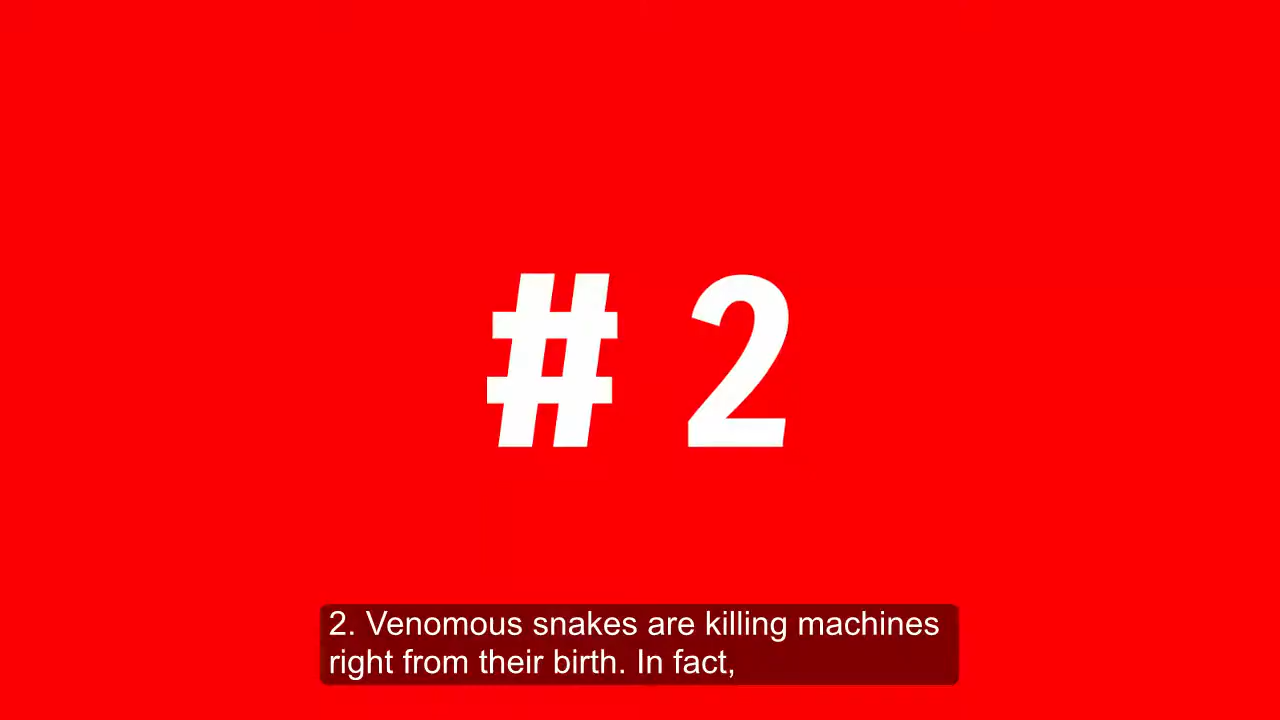 # 2
2. Venomous snakes are killing machines
right from their birth. In fact,